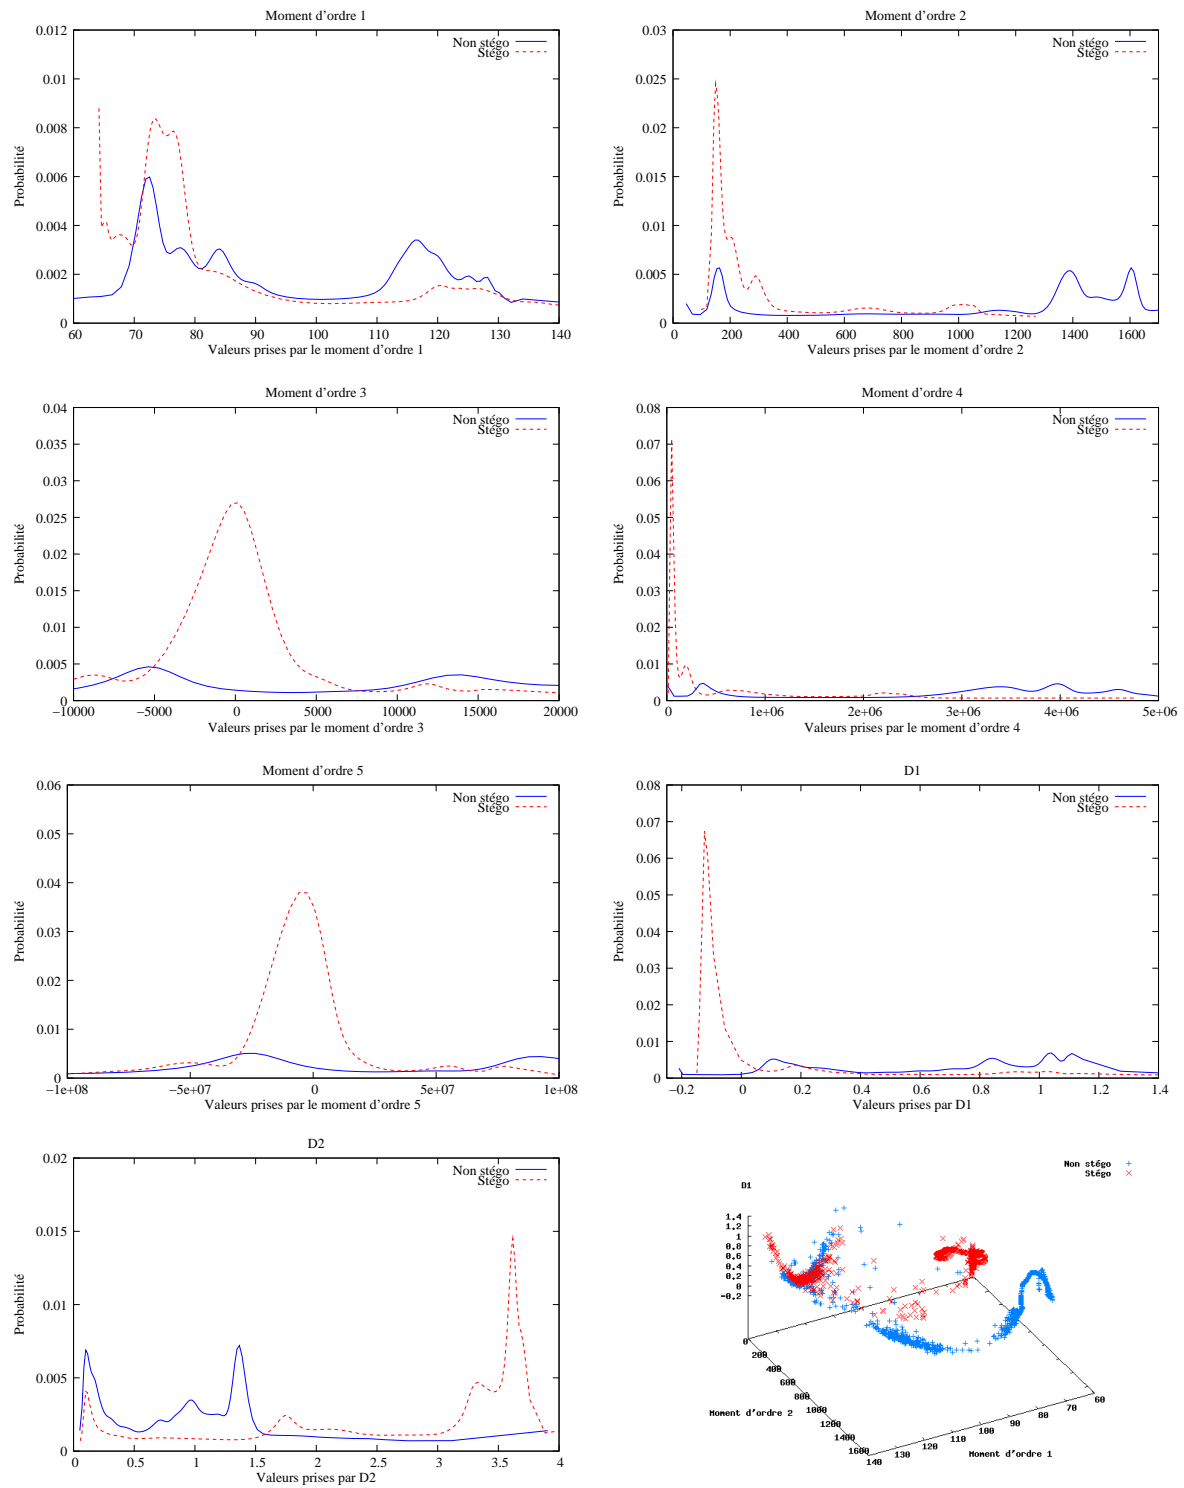 Moment d'ordre 1
Non stégo
Stégo
Probabilité
0.012
0.01
0.008
0.006
0.004
0.002
0
60 70 80 90 100 110 120 130 140
Valeurs prises par le moment d'ordre 1
Moment d'ordre 2
Non stégo
Stégo
Probabilité
0.03
0.025
0.02
0.015
0.01
0.005
0
0 200 400 600 800 1000 1200 1400 1600
Valeurs prises par le moment d'ordre 2
Moment d'ordre 3
Non stégo
Stégo
Probabilité
0.04
0.035
0.03
0.025
0.02
0.015
0.01
0.005
0
−10000 −5000 0 5000 10000 15000 20000
Valeurs prises par le moment d'ordre 3
Moment d'ordre 4
Non stégo
Stégo
Probabilité
0.08
0.07
0.06
0.05
0.04
0.03
0.02
0.01
0
0 1e+06 2e+06 3e+06 4e+06 5e+06
Valeurs prises par le moment d'ordre 4
Moment d'ordre 5
Non stégo
Stégo
Probabilité
0.06
0.05
0.04
0.03
0.02
0.01
0
−1e+08 −5e+07 0 5e+07 1e+08
Valeurs prises par le moment d'ordre 5
D1
Non stégo
Stégo
Probabilité
0.08
0.07
0.06
0.05
0.04
0.03
0.02
0.01
0
−0.2 0 0.2 0.4 0.6 0.8 1 1.2 1.4
Valeurs prises par D1
D2
Non stégo
Stégo
Probabilité
0.02
0.015
0.01
0.005
0
0 0.5 1 1.5 2 2.5 3 3.5 4
Valeurs prises par D2
Non stégo
Stégo
D1
1.4
1.2
1
0.8
0.6
0.4
0.2
0
-0.2
0
200
400
600
800
1000
1200
1400
1600
Moment d'ordre 2
140 130 120 110 100 90 80 70 60
Moment d'ordre 1